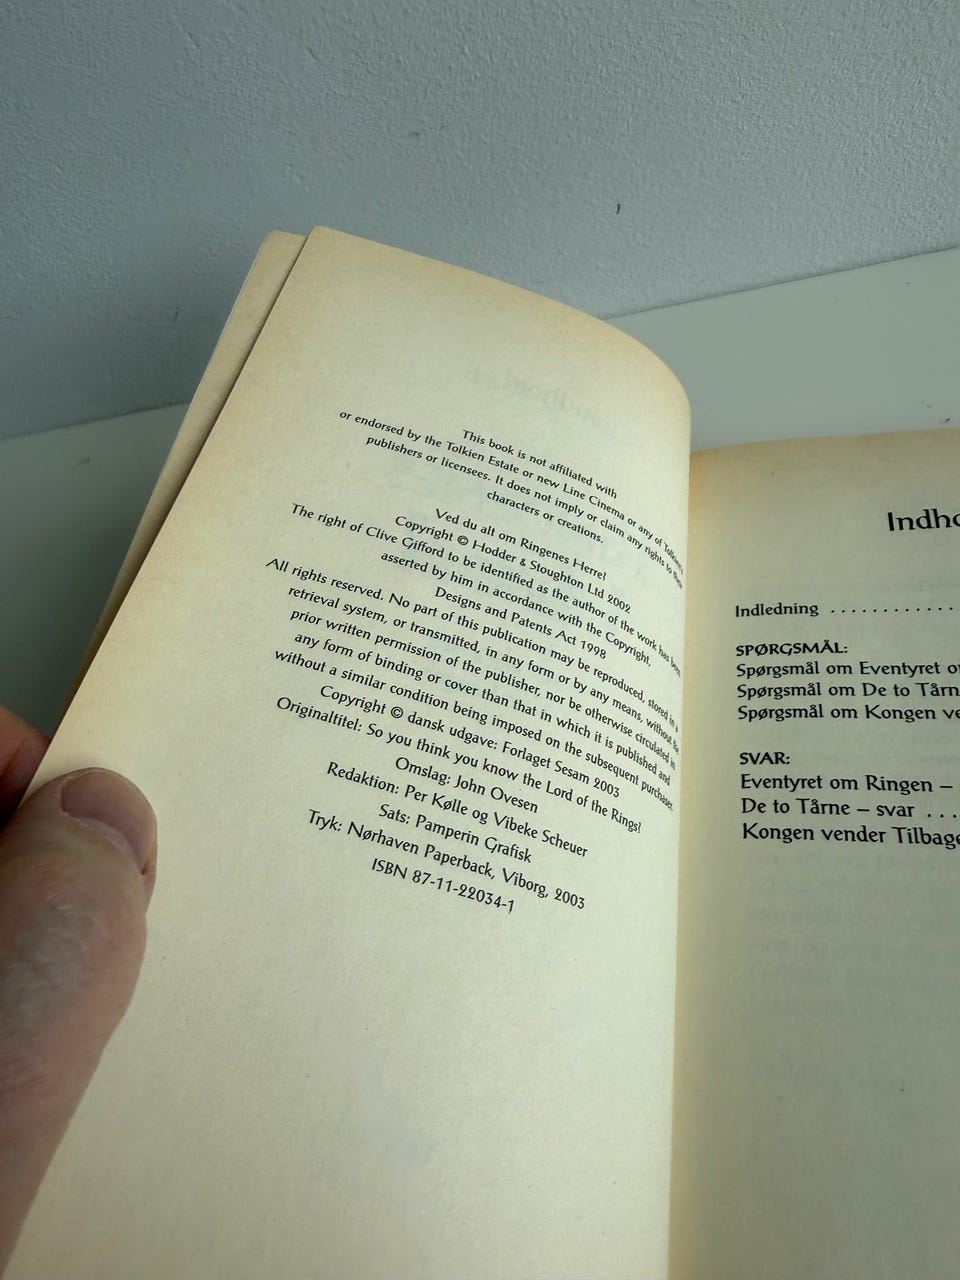 This book is not affiliated with
or endorsed by the Tolkien Estate or new Line Cinema or any of Tolkien's
publishers or licensees. It does not imply or claim any rights to their
characters or creations.
Ved du alt om Ringenes Herrel
Copyright © Hodder & Stoughton Ltd 2002
The right of Clive Gifford to be identified as the author of the work has been
asserted by him in accordance with the Copyright,
Designs and Patents Act 1998
All rights reserved. No part of this publication may be reproduced, stored in a
retrieval system, or transmitted, in any form or by any means, without the
prior written permission of the publisher, nor be otherwise circulated in
any form of binding or cover than that in which it is published and
without a similar condition being imposed on the subsequent purchaser.
Copyright © dansk udgave: Forlaget Sesam 2003
Originaltitel: So you think you know the Lord of the Rings?
Omslag: John Ovesen
Redaktion: Per Kølle og Vibeke Scheuer
Sats: Pamperin Grafisk
Tryk: Nørhaven Paperback, Viborg, 2003
ISBN 87-11-22034-1
Indho
Indledning . . . . . . . . . . . .
SPØRGSMÅL:
Spørgsmål om Eventyret o
Spørgsmål om De to Tårn
Spørgsmål om Kongen ve
SVAR:
Eventyret om Ringen –
De to Tårne – svar . . .
Kongen vender Tilbage